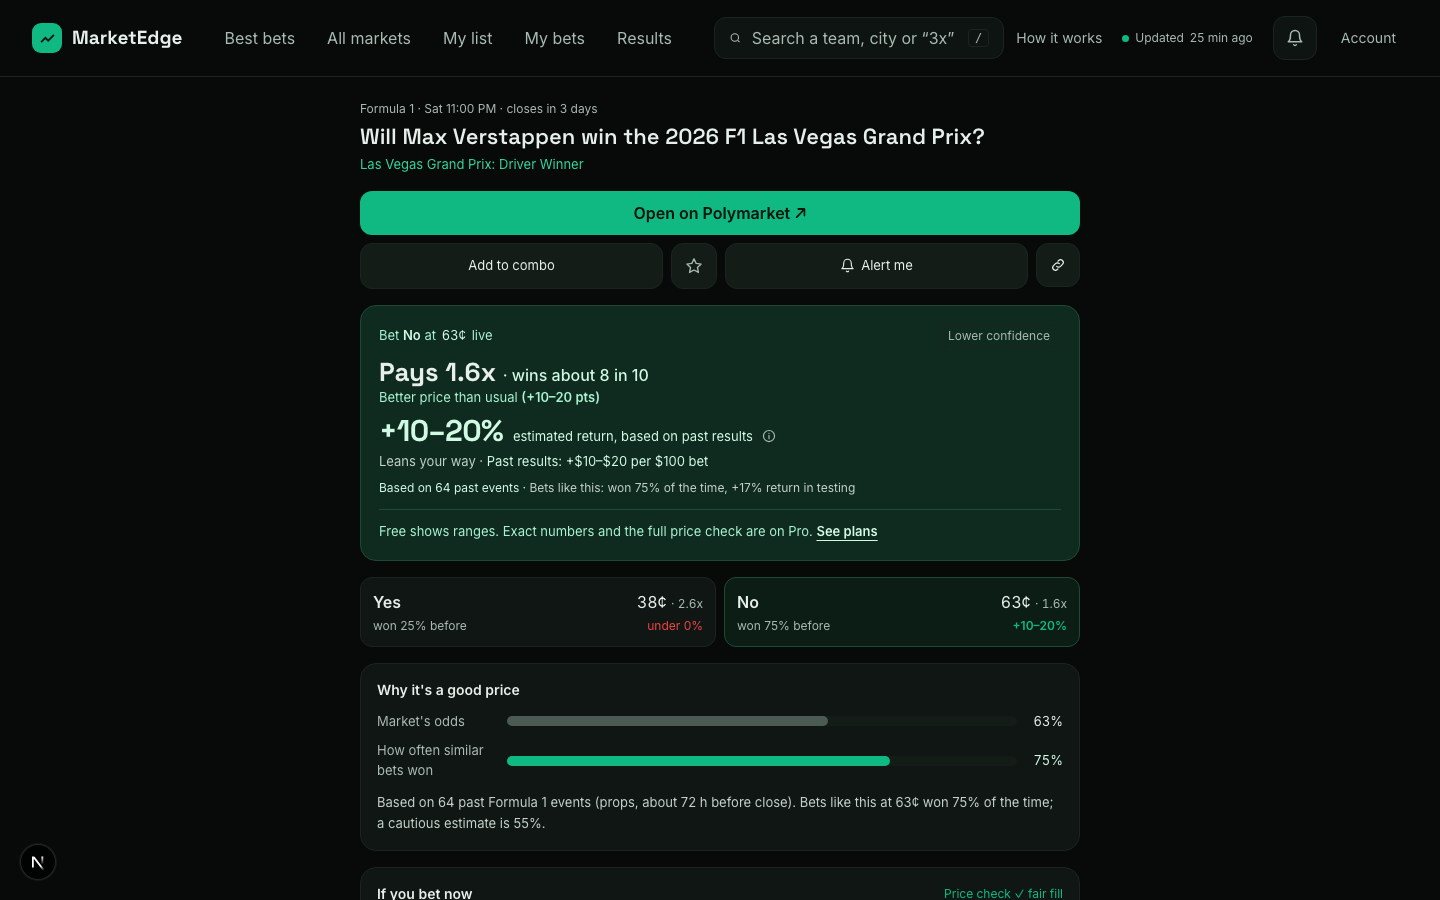 MarketEdge
Best bets
All markets
My list
My bets
Results
Search a team, city or “3x”
/
How it works
Updated 25 min ago
Account
Formula 1 · Sat 11:00 PM · closes in 3 days
Will Max Verstappen win the 2026 F1 Las Vegas Grand Prix?
Las Vegas Grand Prix: Driver Winner
Open on Polymarket ↗
Add to combo
Alert me
Bet No at 63¢ live
Lower confidence
Pays 1.6x · wins about 8 in 10
Better price than usual (+10–20 pts)
+10–20% estimated return, based on past results
Leans your way · Past results: +$10–$20 per $100 bet
Based on 64 past events · Bets like this: won 75% of the time, +17% return in testing
Free shows ranges. Exact numbers and the full price check are on Pro. See plans
Yes
38¢ · 2.6x
won 25% before
under 0%
No
63¢ · 1.6x
won 75% before
+10–20%
Why it's a good price
Market's odds
63%
How often similar
bets won
75%
Based on 64 past Formula 1 events (props, about 72 h before close). Bets like this at 63¢ won 75% of the time;
a cautious estimate is 55%.
N
If you bet now
Price check ✓ fair fill